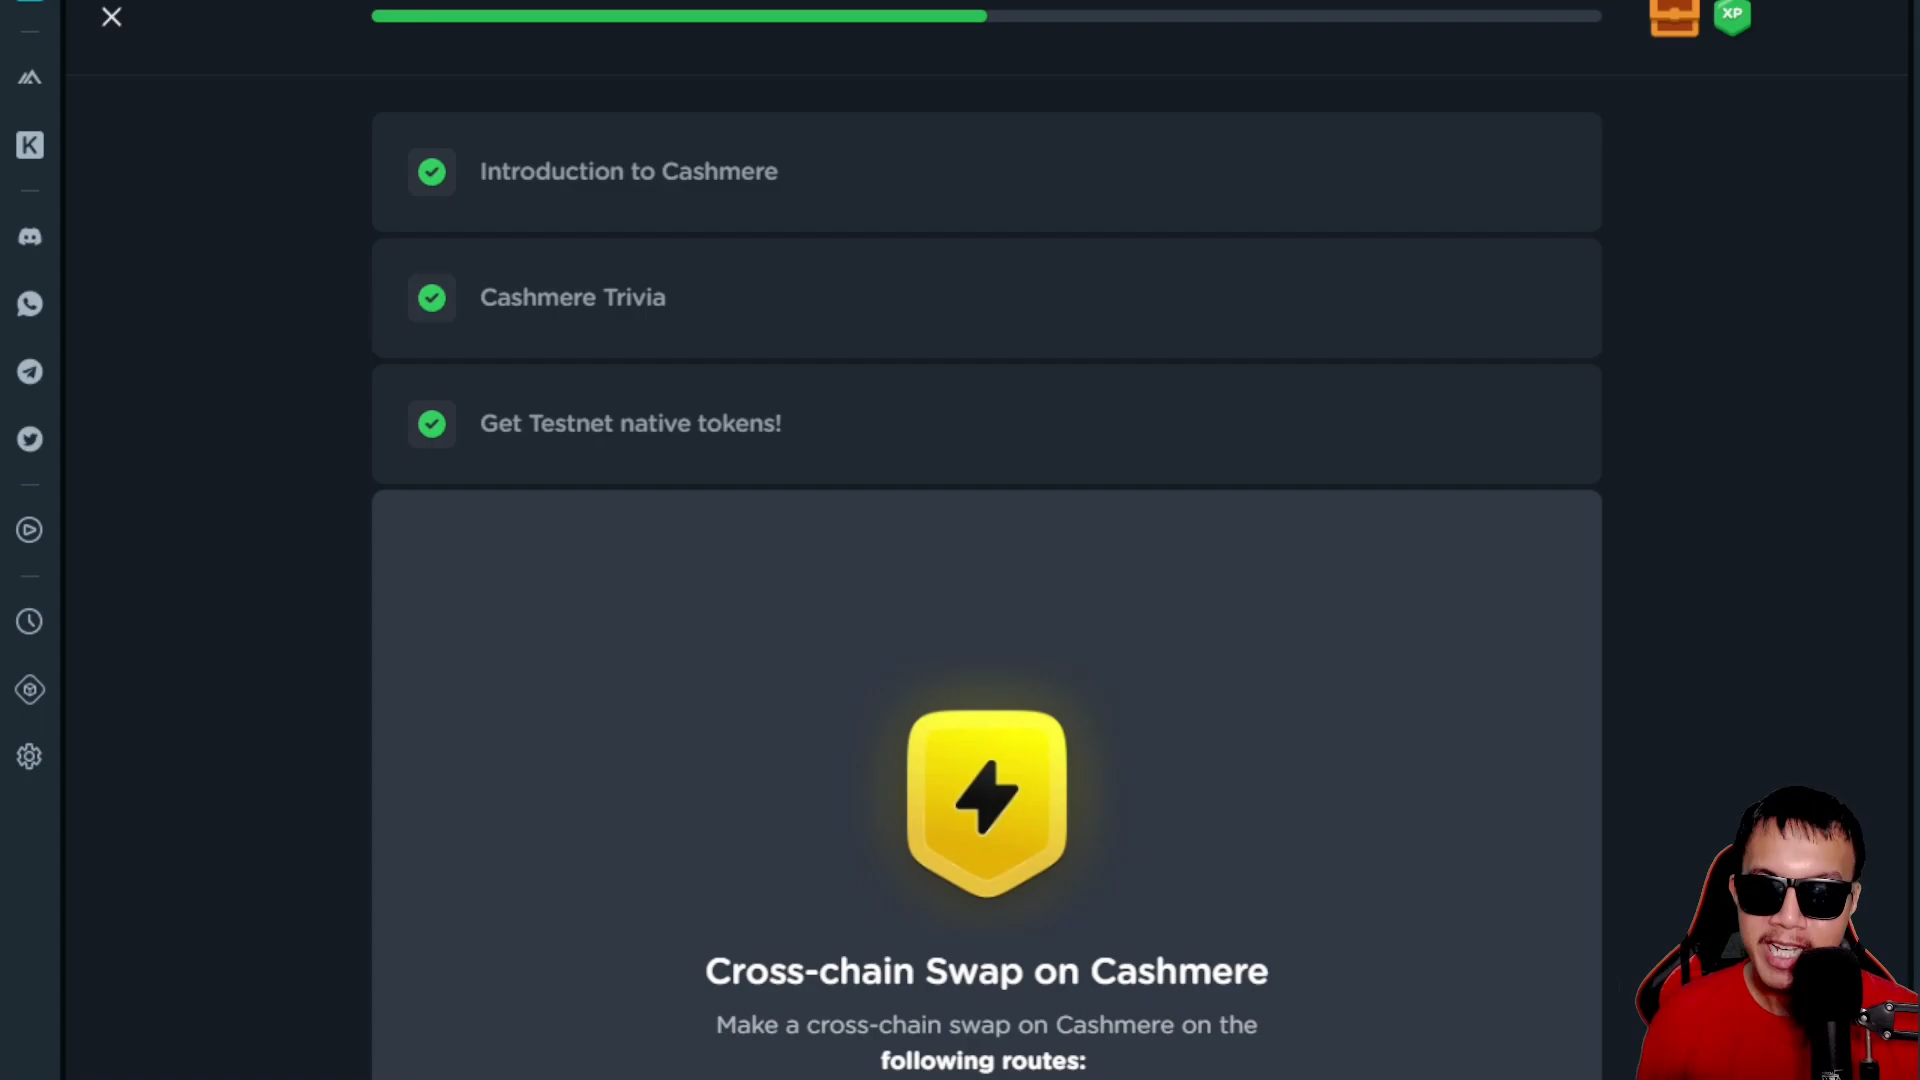 XP
K
Introduction to Cashmere
Cashmere Trivia
Get Testnet native tokens!
Cross-chain Swap on Cashmere
Make a cross-chain swap on Cashmere on the
following routes: